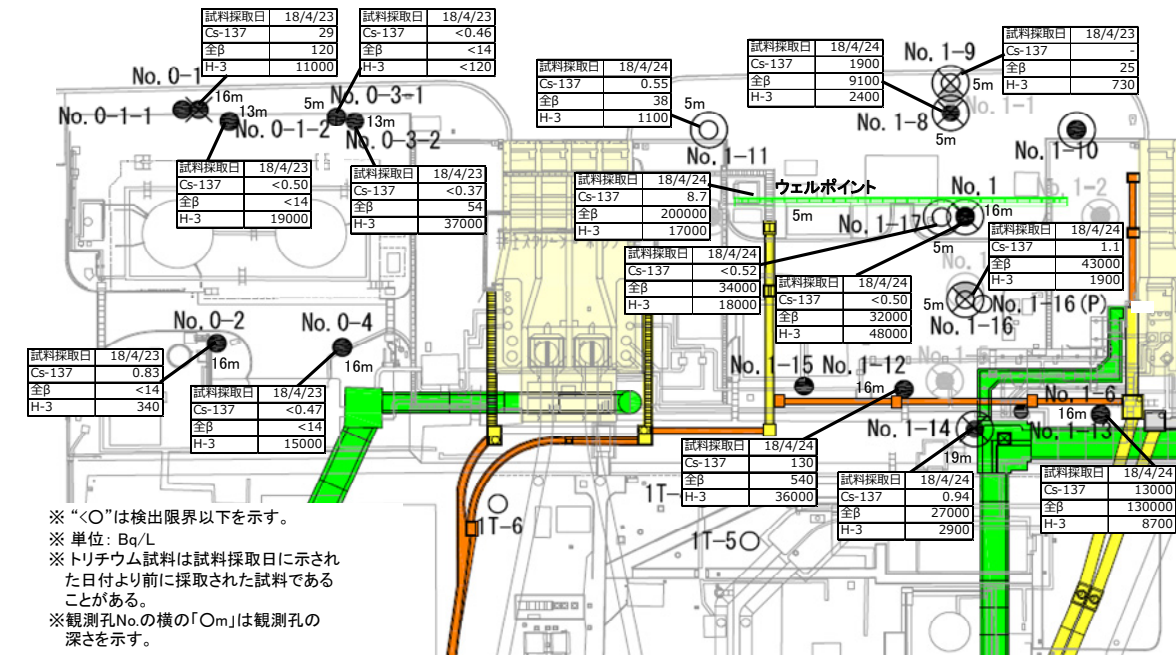 試料採取日 18/4/23
Cs-137 29
全β 120
H-3 11000
試料採取日 18/4/23
Cs-137 <0.46
全β <14
H-3 <120
試料採取日 18/4/24
Cs-137 0.55
全β 38
H-3 1100
試料採取日 18/4/24
Cs-137 1900
全β 9100
H-3 2400
試料採取日 18/4/23
Cs-137 -
全β 25
H-3 730
No. 0-1
16m
No. 0-1-1
13m
No. 0-1-2
5m
No. 0-3-1
13m
No. 0-3-2
5m
No. 1-11
No. 1-9
5m
No. 1-8
5m
No. 1-10
試料採取日 18/4/23
Cs-137 <0.50
全β <14
H-3 19000
試料採取日 18/4/23
Cs-137 <0.37
全β 54
H-3 37000
試料採取日 18/4/24
Cs-137 8.7
全β 200000
H-3 17000
ウェルポイント
5m
No. 1
16m
No. 1-2
No. 1-17
5m
試料採取日 18/4/24
Cs-137 <0.52
全β 34000
H-3 18000
試料採取日 18/4/24
Cs-137 <0.50
全β 32000
H-3 48000
試料採取日 18/4/24
Cs-137 1.1
全β 43000
H-3 1900
5m
No. 1-16 (P)
No. 1-16
No. 0-2
16m
No. 0-4
16m
試料採取日 18/4/23
Cs-137 0.83
全β <14
H-3 340
試料採取日 18/4/23
Cs-137 <0.47
全β <14
H-3 15000
No. 1-15
No. 1-12
16m
No. 1-6
16m
No. 1-13
No. 1-14
19m
試料採取日 18/4/24
Cs-137 130
全β 540
H-3 36000
試料採取日 18/4/24
Cs-137 0.94
全β 27000
H-3 2900
試料採取日 18/4/24
Cs-137 13000
全β 130000
H-3 8700
1T-6
1T-5
※ “<〇”は検出限界以下を示す。
※ 単位: Bq/L
※ トリチウム試料は試料採取日に示され
た日付より前に採取された試料である
ことがある。
※観測孔No.の横の「〇m」は観測孔の
深さを示す。